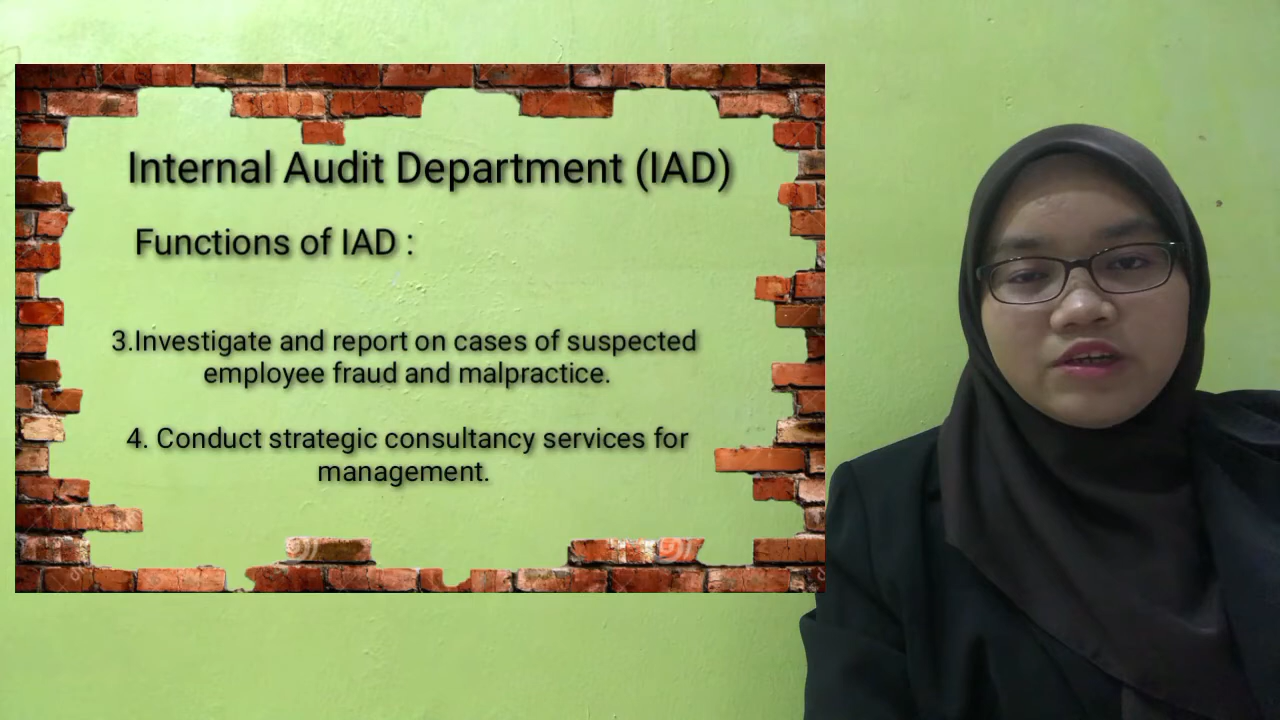 Internal Audit Department (IAD)
Functions of IAD :
3.Investigate and report on cases of suspected
employee fraud and malpractice.
4. Conduct strategic consultancy services for
management.